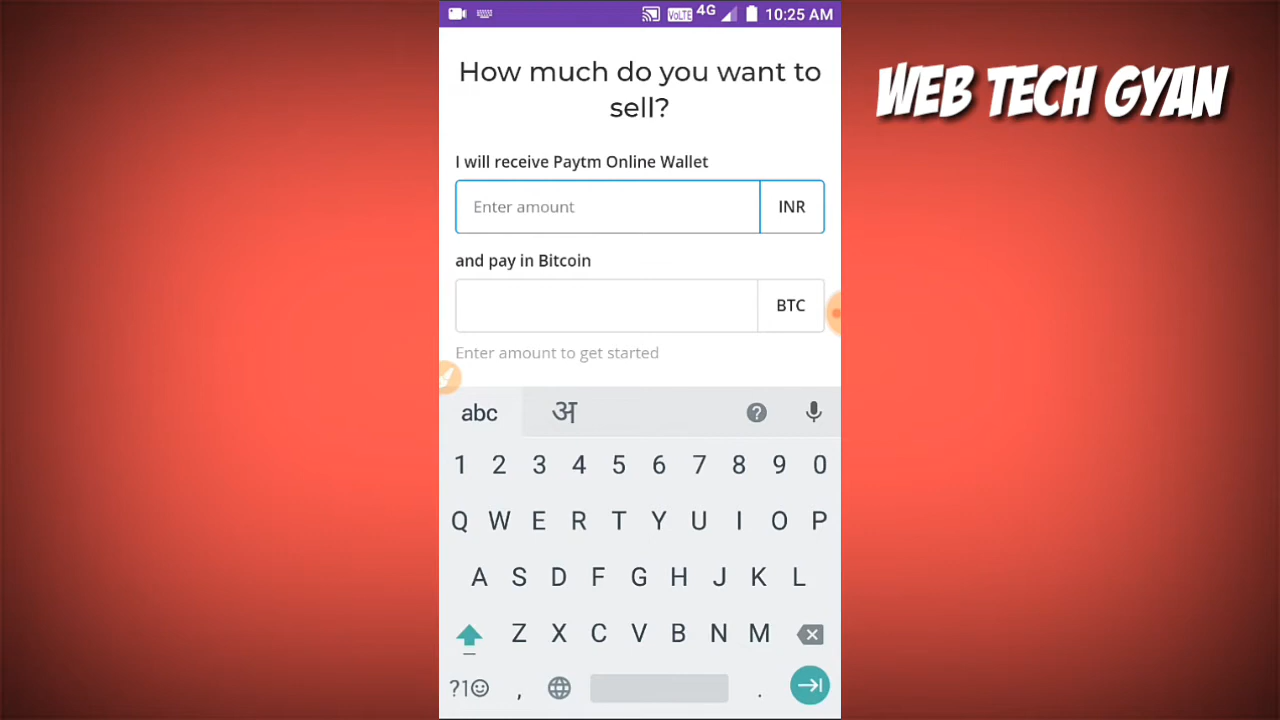 VoLTE 4G 10:25 AM
WEB TECH GYAN
How much do you want to
sell?
I will receive Paytm Online Wallet
Enter amount INR
and pay in Bitcoin
BTC
Enter amount to get started
abc अ ?
1 2 3 4 5 6 7 8 9 0
Q W E R T Y U I O P
A S D F G H J K L
Z X C V B N M
?1☺ , .